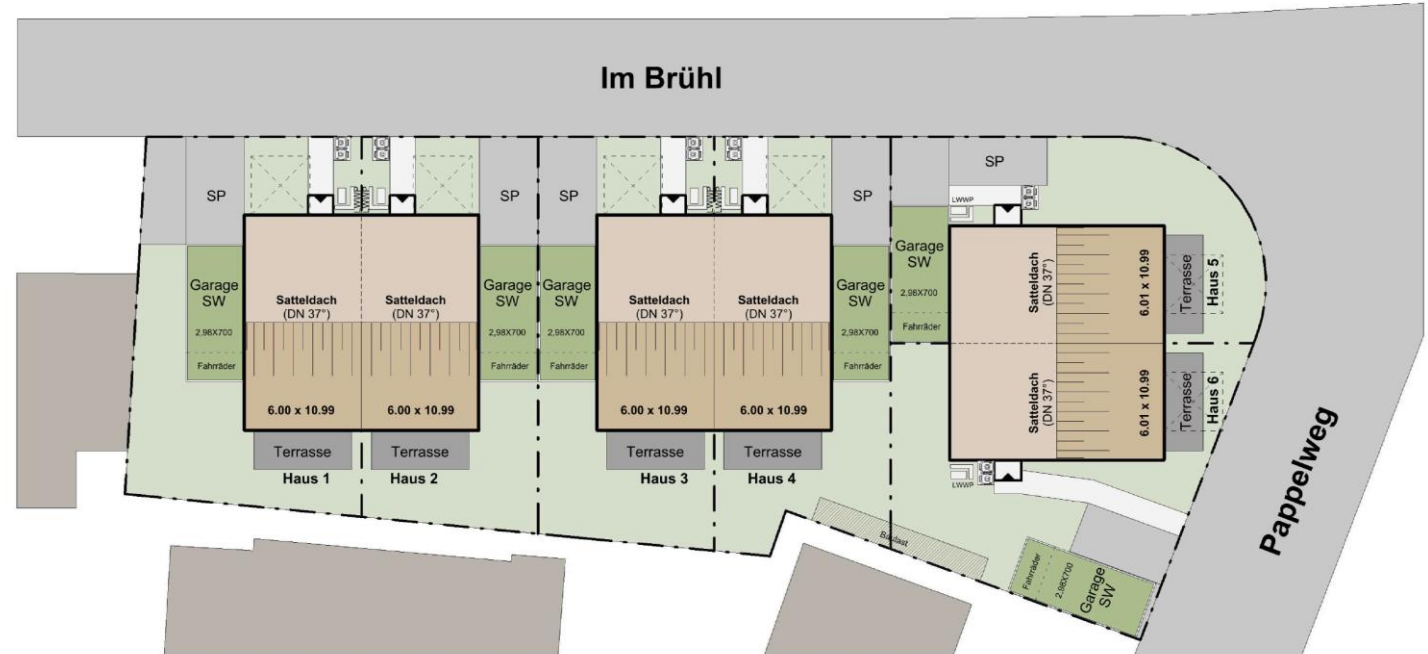 Im Brühl
Pappelweg
SP
SP
SP
SP
SP
Garage
SW
2,98X700
Fahrräder
Satteldach
(DN 37°)
6.00 x 10.99
Terrasse
Haus 1
Satteldach
(DN 37°)
6.00 x 10.99
Terrasse
Haus 2
Garage
SW
2,98X700
Fahrräder
Garage
SW
2,98X700
Fahrräder
Satteldach
(DN 37°)
6.00 x 10.99
Terrasse
Haus 3
Satteldach
(DN 37°)
6.00 x 10.99
Terrasse
Haus 4
Garage
SW
2,98X700
Fahrräder
Garage
SW
2,98X700
Fahrräder
LWWP
Satteldach
(DN 37°)
6.01 x 10.99
Terrasse
Haus 5
Satteldach
(DN 37°)
6.01 x 10.99
Terrasse
Haus 6
LWWP
Baulast
Fahrräder
2,98X700
Garage
SW